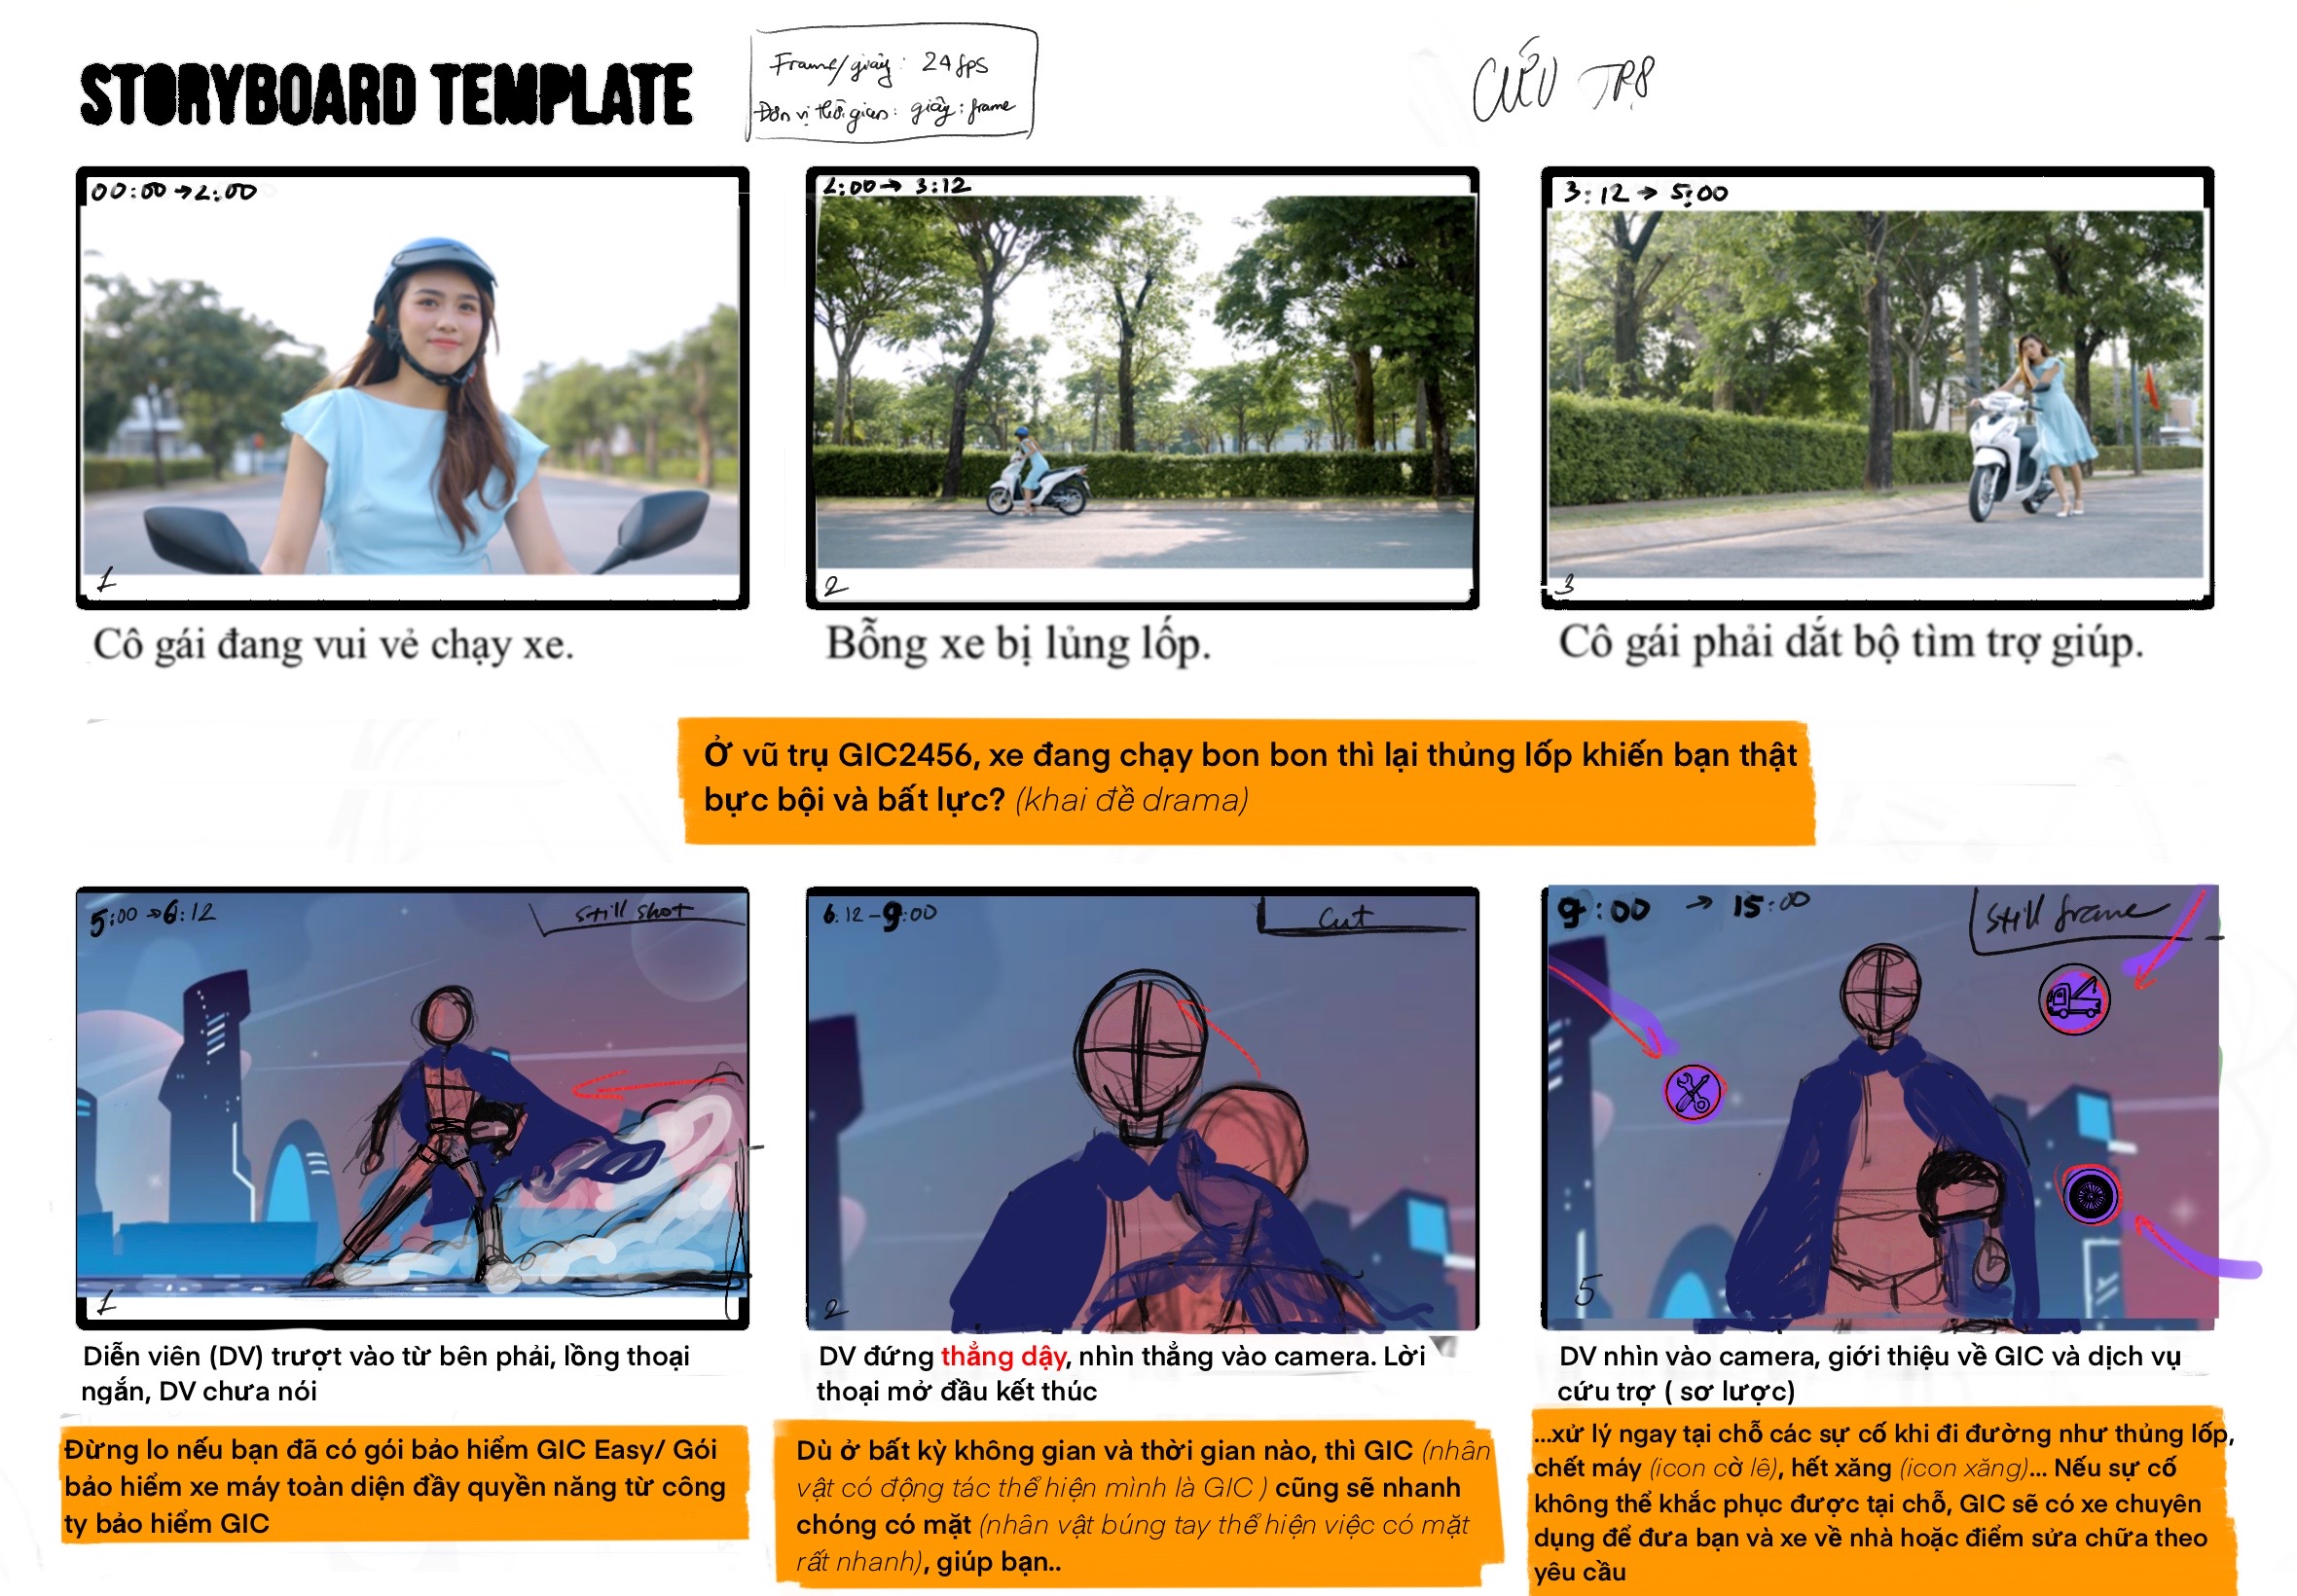 STORYBOARD TEMPLATE
Frame/giây: 24fps
Đơn vị thời gian: giây:frame
CỨU TRỢ
00:00→2:00
2:00→3:12
3:12→5:00
1
2
3
Cô gái đang vui vẻ chạy xe.
Bỗng xe bị lủng lốp.
Cô gái phải dắt bộ tìm trợ giúp.
Ở vũ trụ GIC2456, xe đang chạy bon bon thì lại thủng lốp khiến bạn thật
bực bội và bất lực? (khai đề drama)
5:00→6:12
still shot
6:12-9:00
Cut
9:00→15:00
still frame
1
2
5
Diễn viên (DV) trượt vào từ bên phải, lồng thoại
ngắn, DV chưa nói
DV đứng thẳng dậy, nhìn thẳng vào camera. Lời
thoại mở đầu kết thúc
DV nhìn vào camera, giới thiệu về GIC và dịch vụ
cứu trợ ( sơ lược)
Đừng lo nếu bạn đã có gói bảo hiểm GIC Easy/ Gói
bảo hiểm xe máy toàn diện đầy quyền năng từ công
ty bảo hiểm GIC
Dù ở bất kỳ không gian và thời gian nào, thì GIC (nhân
vật có động tác thể hiện mình là GIC ) cũng sẽ nhanh
chóng có mặt (nhân vật búng tay thể hiện việc có mặt
rất nhanh), giúp bạn..
...xử lý ngay tại chỗ các sự cố khi đi đường như thủng lốp,
chết máy (icon cờ lê), hết xăng (icon xăng)... Nếu sự cố
không thể khắc phục được tại chỗ, GIC sẽ có xe chuyên
dụng để đưa bạn và xe về nhà hoặc điểm sửa chữa theo
yêu cầu